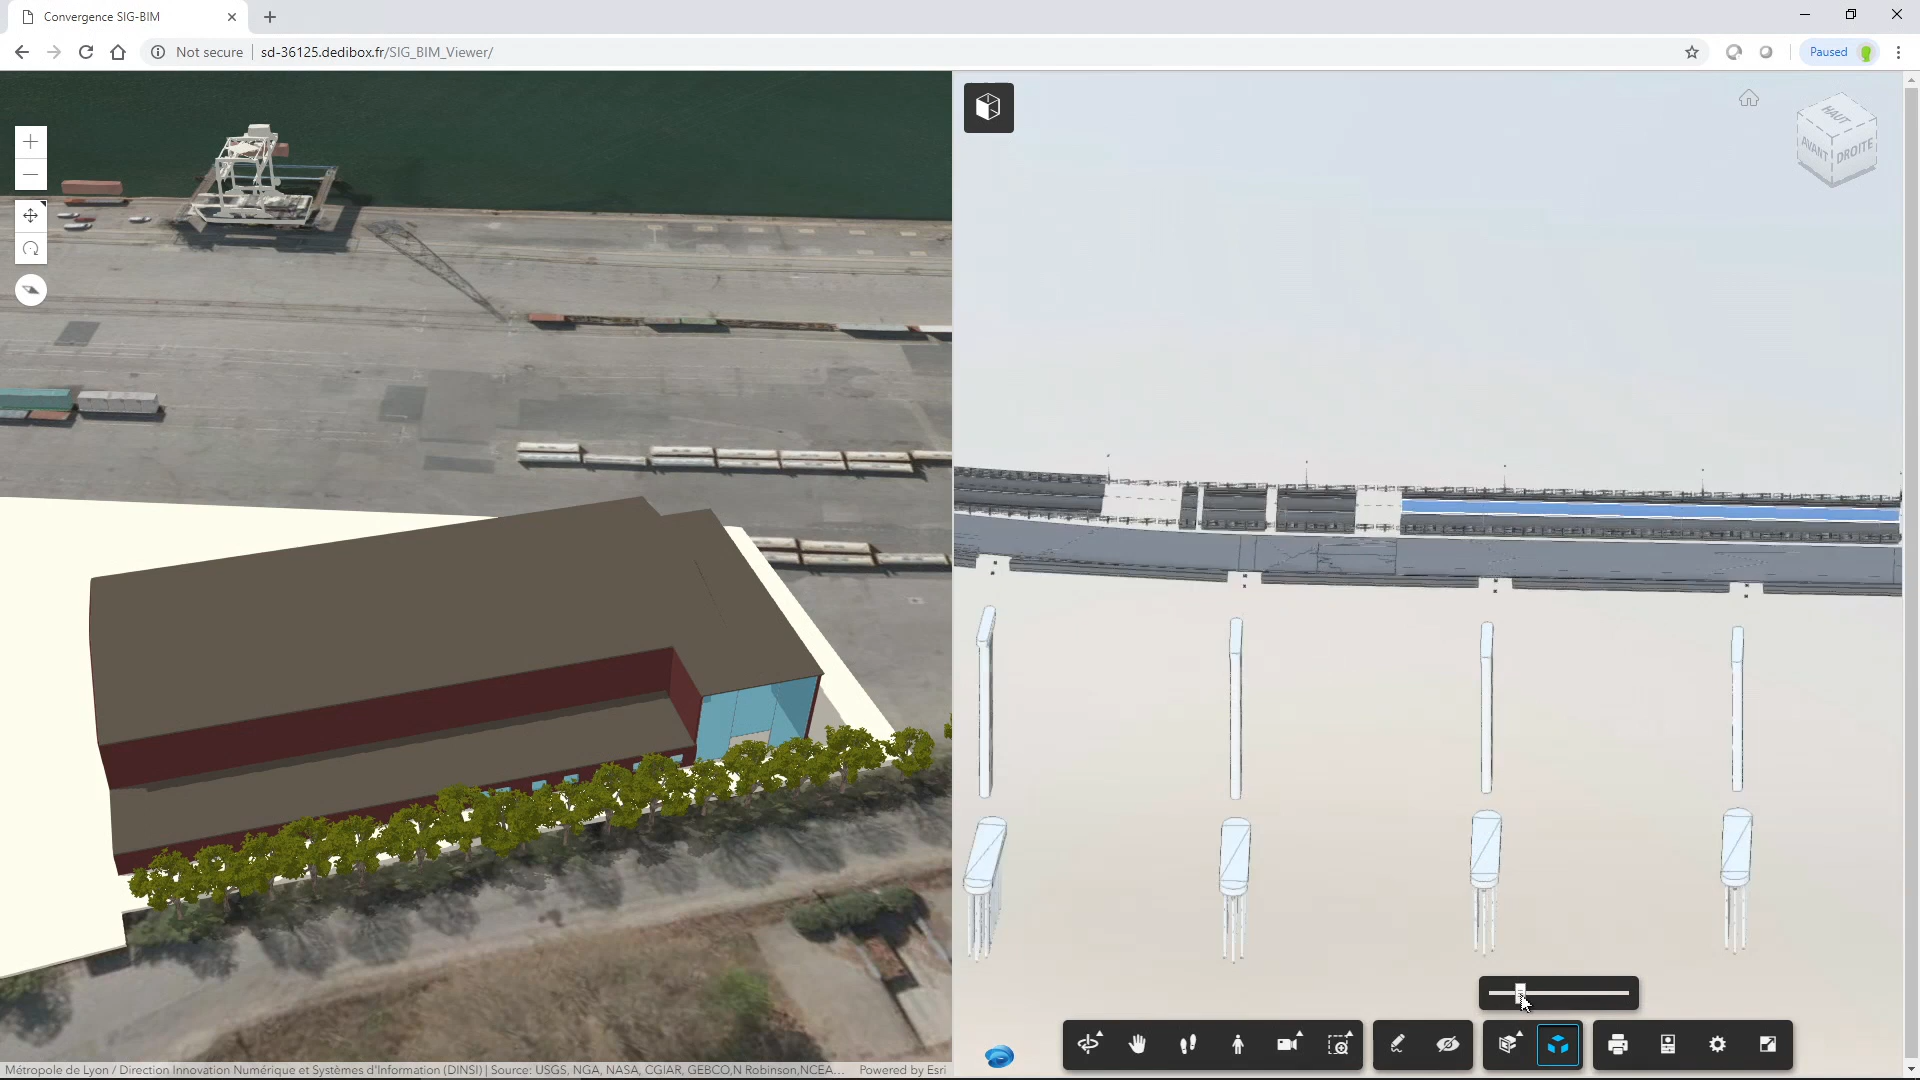 Convergence SIG-BIM
Not secure
sd-36125.dedibox.fr/SIG_BIM_Viewer/
Paused
HAUT
AVANT
DROITE
Métropole de Lyon / Direction Innovation Numérique et Systèmes d'Information (DINSI) | Source: USGS, NGA, NASA, CGIAR, GEBCO,N Robinson,NCEA...
Powered by Esri